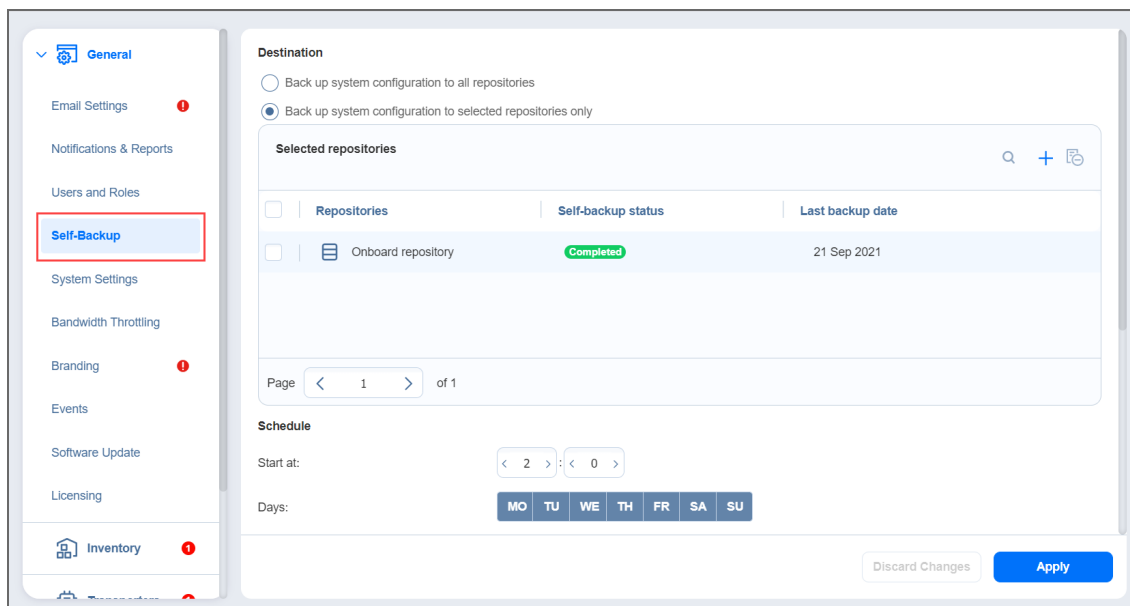 General
Email Settings
Notifications & Reports
Users and Roles
Self-Backup
System Settings
Bandwidth Throttling
Branding
Events
Software Update
Licensing
Inventory 1
Destination
Back up system configuration to all repositories
Back up system configuration to selected repositories only
Selected repositories
Repositories Self-backup status Last backup date
Onboard repository Completed 21 Sep 2021
Page 1 of 1
Schedule
Start at: 2 : 0
Days: MO TU WE TH FR SA SU
Discard Changes Apply